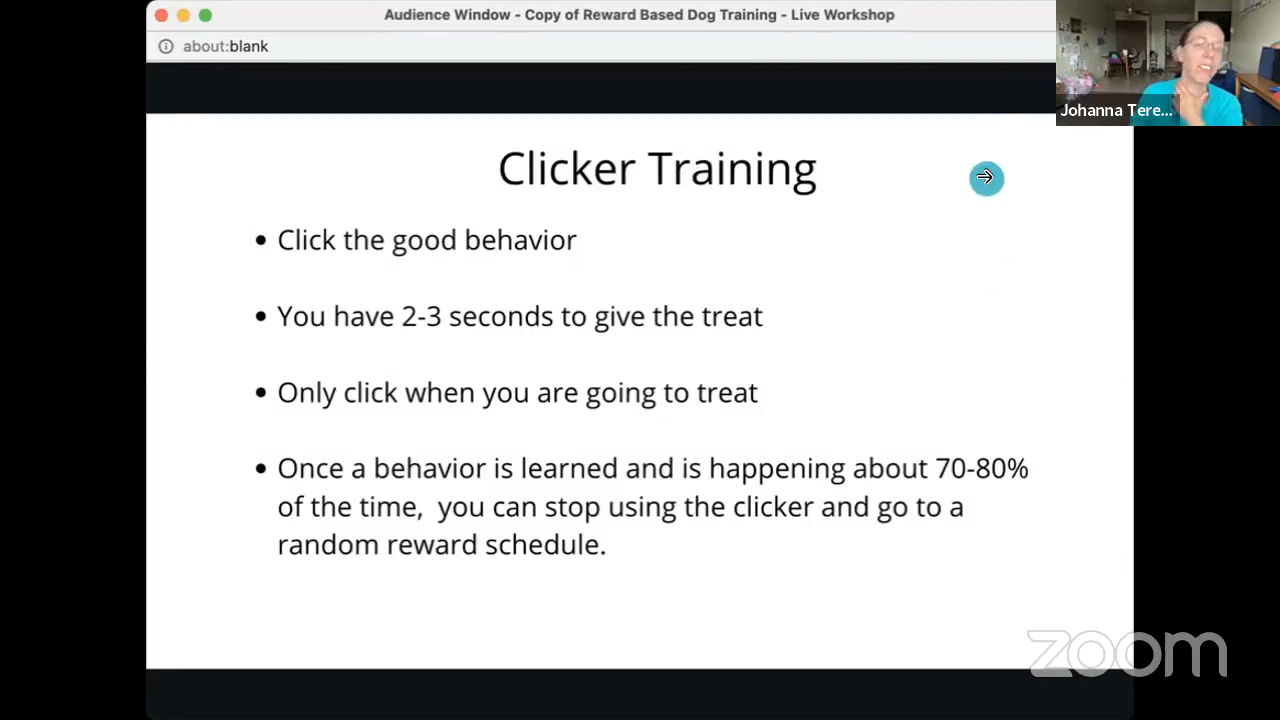 Audience Window - Copy of Reward Based Dog Training - Live Workshop
about:blank
Johanna Tere...
Clicker Training
• Click the good behavior
• You have 2-3 seconds to give the treat
• Only click when you are going to treat
• Once a behavior is learned and is happening about 70-80%
of the time,  you can stop using the clicker and go to a
random reward schedule.
zoom